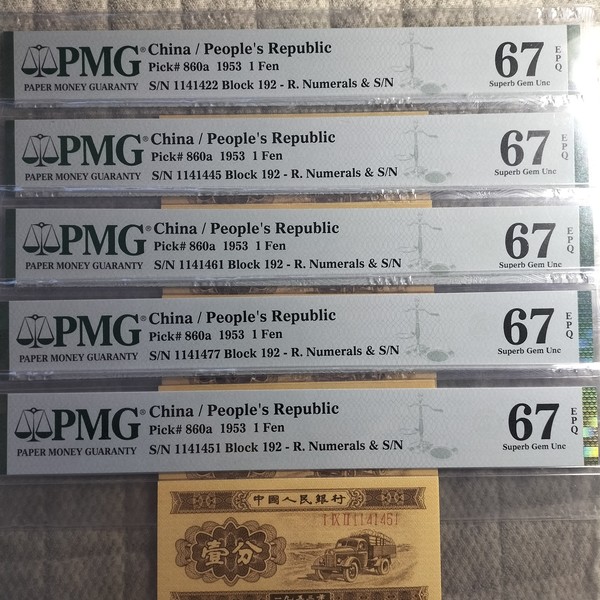 PMG® China / People's Republic
Pick# 860a 1953 1 Fen
PAPER MONEY GUARANTY
S/N 1141422 Block 192 - R. Numerals & S/N
67 EPQ
Superb Gem Unc
PMG® China / People's Republic
Pick# 860a 1953 1 Fen
PAPER MONEY GUARANTY
S/N 1141445 Block 192 - R. Numerals & S/N
67 EPQ
Superb Gem Unc
PMG® China / People's Republic
Pick# 860a 1953 1 Fen
PAPER MONEY GUARANTY
S/N 1141461 Block 192 - R. Numerals & S/N
67 EPQ
Superb Gem Unc
PMG® China / People's Republic
Pick# 860a 1953 1 Fen
PAPER MONEY GUARANTY
S/N 1141477 Block 192 - R. Numerals & S/N
67 EPQ
Superb Gem Unc
PMG® China / People's Republic
Pick# 860a 1953 1 Fen
PAPER MONEY GUARANTY
S/N 1141451 Block 192 - R. Numerals & S/N
67 EPQ
Superb Gem Unc
中國人民銀行
I IX II 1141451
壹分